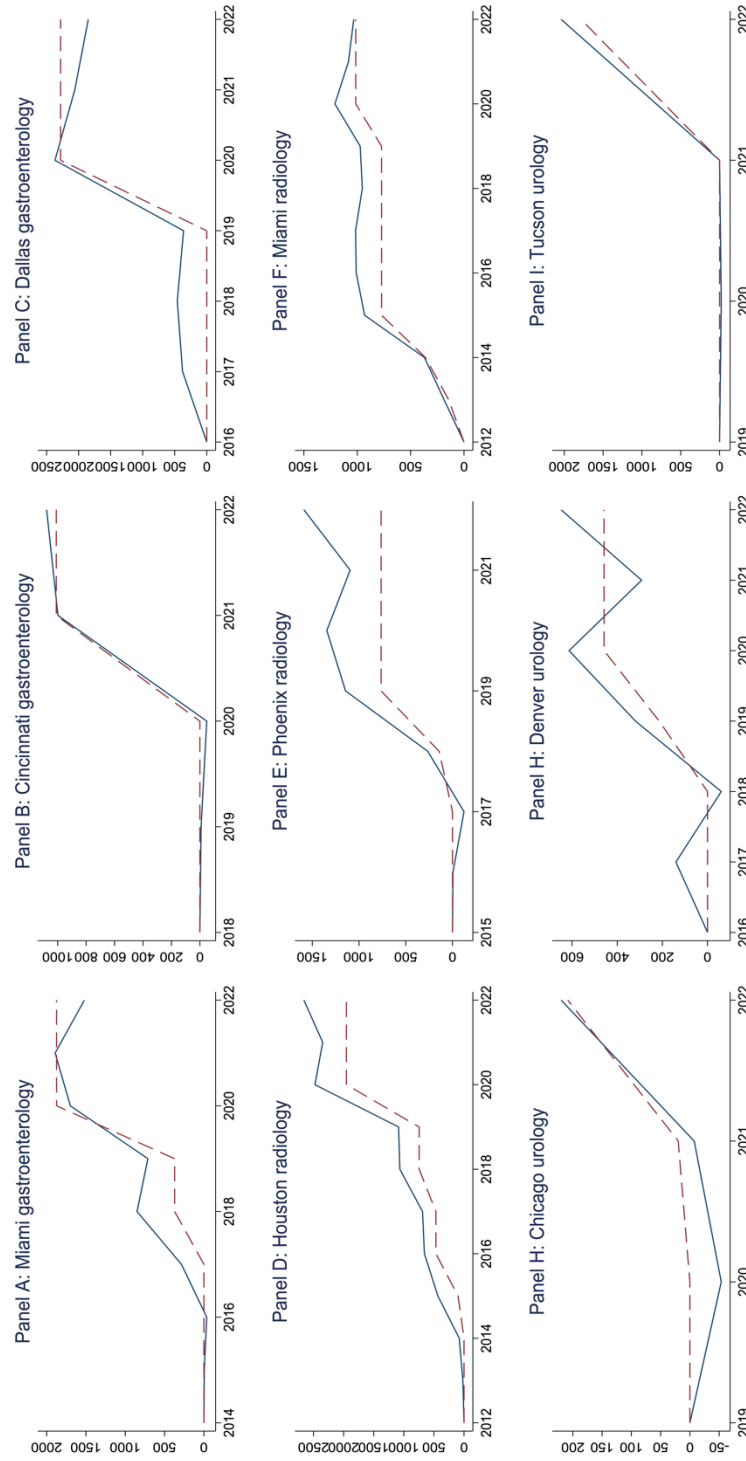 Panel A: Miami gastroenterology
0 500 1000 1500 2000
2014 2016 2018 2020 2022
Panel B: Cincinnati gastroenterology
0 200 400 600 800 1000
2018 2019 2020 2021 2022
Panel C: Dallas gastroenterology
0 500 1000 1500 2000 2500
2016 2017 2018 2019 2020 2021 2022
Panel D: Houston radiology
0 500 1000 1500 2000 2500
2012 2014 2016 2018 2020 2022
Panel E: Phoenix radiology
0 500 1000 1500
2015 2017 2019 2021
Panel F: Miami radiology
0 500 1000 1500
2012 2014 2016 2018 2020 2022
Panel H: Chicago urology
-50 0 50 100 150 200
2019 2020 2021 2022
Panel H: Denver urology
0 200 400 600
2016 2017 2018 2019 2020 2021 2022
Panel I: Tucson urology
0 500 1000 1500 2000
2019 2020 2021 2022